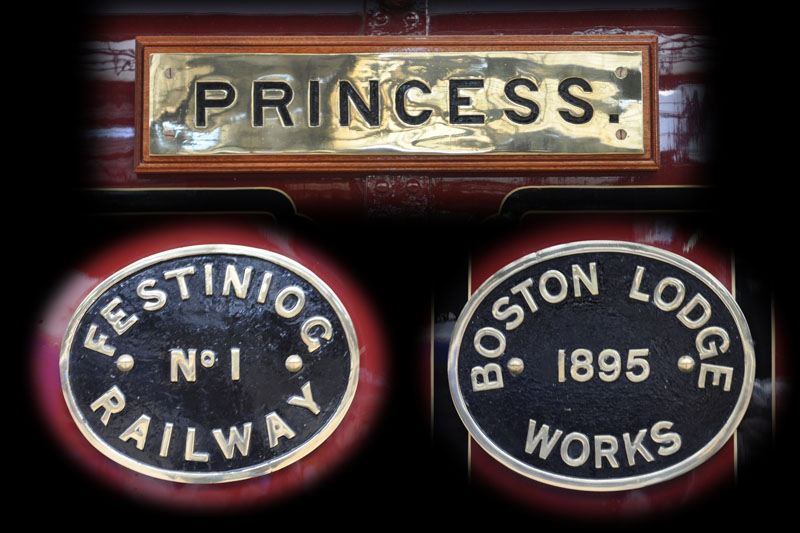 PRINCESS.
FESTINIOG
No 1
RAILWAY
BOSTON LODGE
1895
WORKS